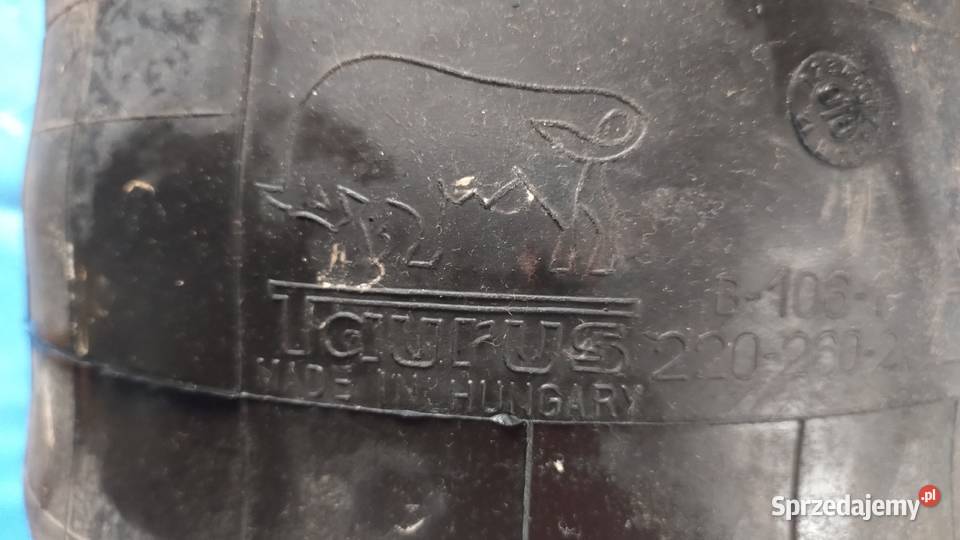 B-106-
Taurus 220-260-2
MADE IN HUNGARY
Sprzedajemy.pl